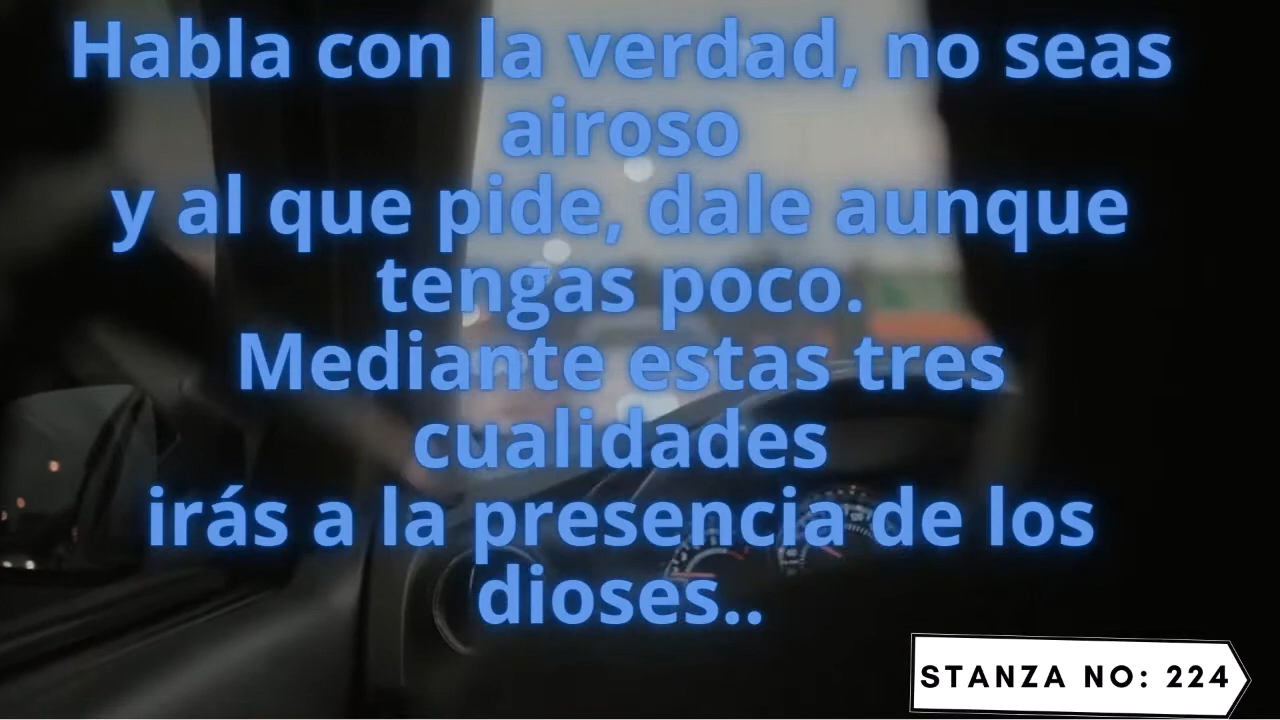 Habla con la verdad, no seas
airoso
y al que pide, dale aunque
tengas poco.
Mediante estas tres
cualidades
irás a la presencia de los
dioses..
STANZA NO: 224